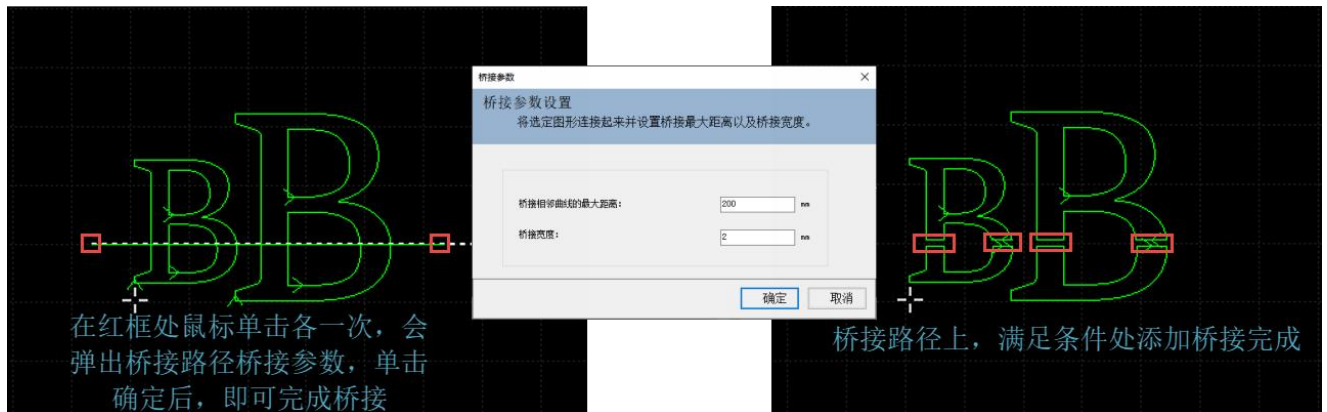 桥接参数
桥接参数设置
将选定图形连接起来并设置桥接最大距离以及桥接宽度。
桥接相邻曲线的最大距离：
200
mm
桥接宽度：
2
mm
确定
取消
在红框处鼠标单击各一次，会
弹出桥接路径桥接参数，单击
确定后，即可完成桥接
桥接路径上，满足条件处添加桥接完成